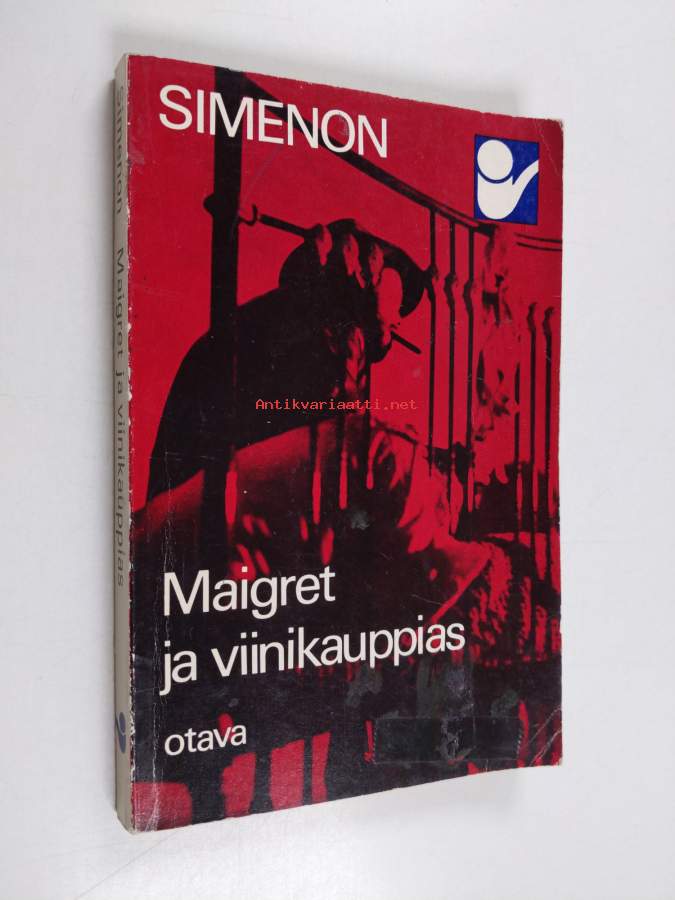 SIMENON
Simenon Maigret ja viinikauppias
Antikvariaatti.net
Maigret
ja viinikauppias
otava